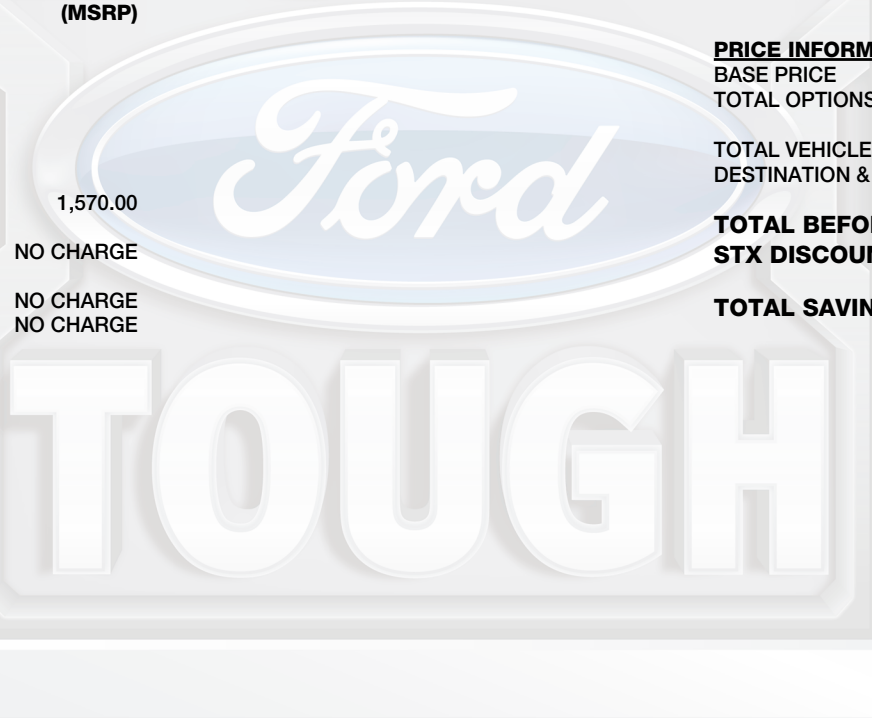 (MSRP)
1,570.00
NO CHARGE
NO CHARGE
NO CHARGE
PRICE INFORM
BASE PRICE
TOTAL OPTIONS
TOTAL VEHICLE
DESTINATION &
TOTAL BEFO
STX DISCOU
TOTAL SAVIN
Ford
TOUGH